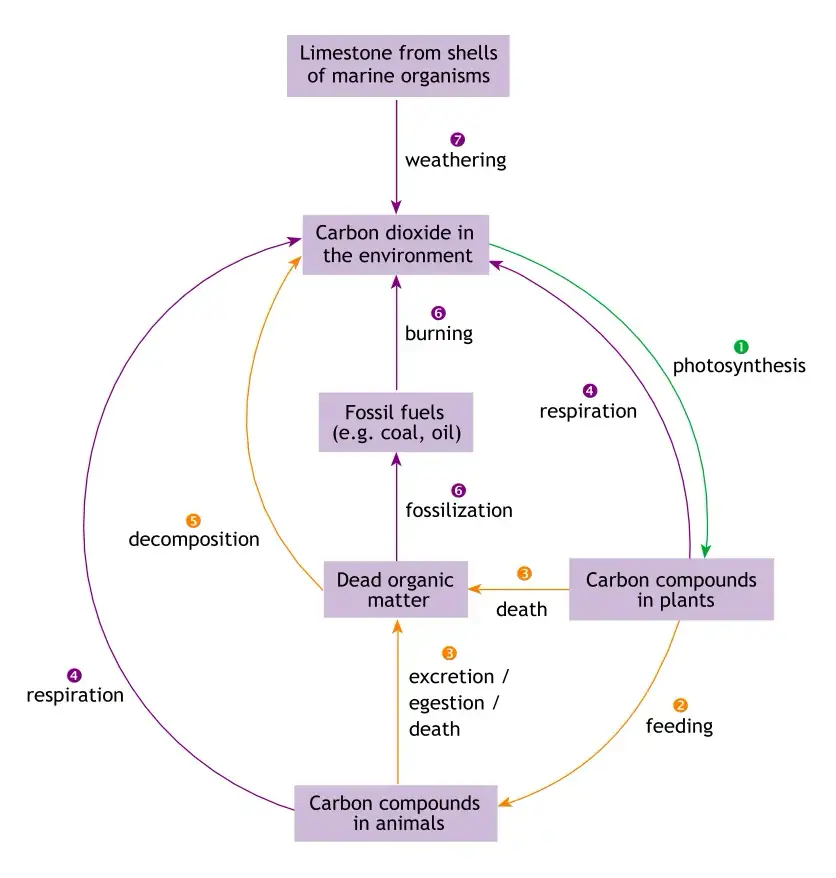 Limestone from shells
of marine organisms
7
weathering
Carbon dioxide in
the environment
6
burning
1
photosynthesis
4
respiration
Fossil fuels
(e.g. coal, oil)
6
fossilization
5
decomposition
Dead organic
matter
3
death
Carbon compounds
in plants
3
excretion /
egestion /
death
4
respiration
2
feeding
Carbon compounds
in animals